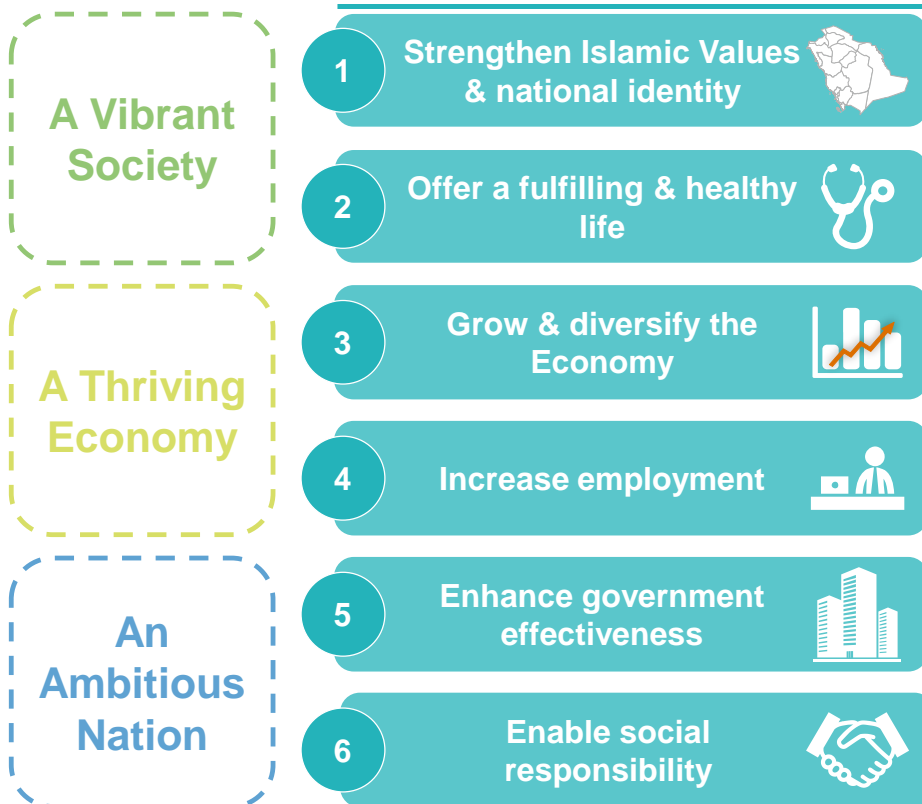 A Vibrant
Society
1
Strengthen Islamic Values
& national identity
2
Offer a fulfilling & healthy
life
A Thriving
Economy
3
Grow & diversify the
Economy
4
Increase employment
An
Ambitious
Nation
5
Enhance government
effectiveness
6
Enable social
responsibility